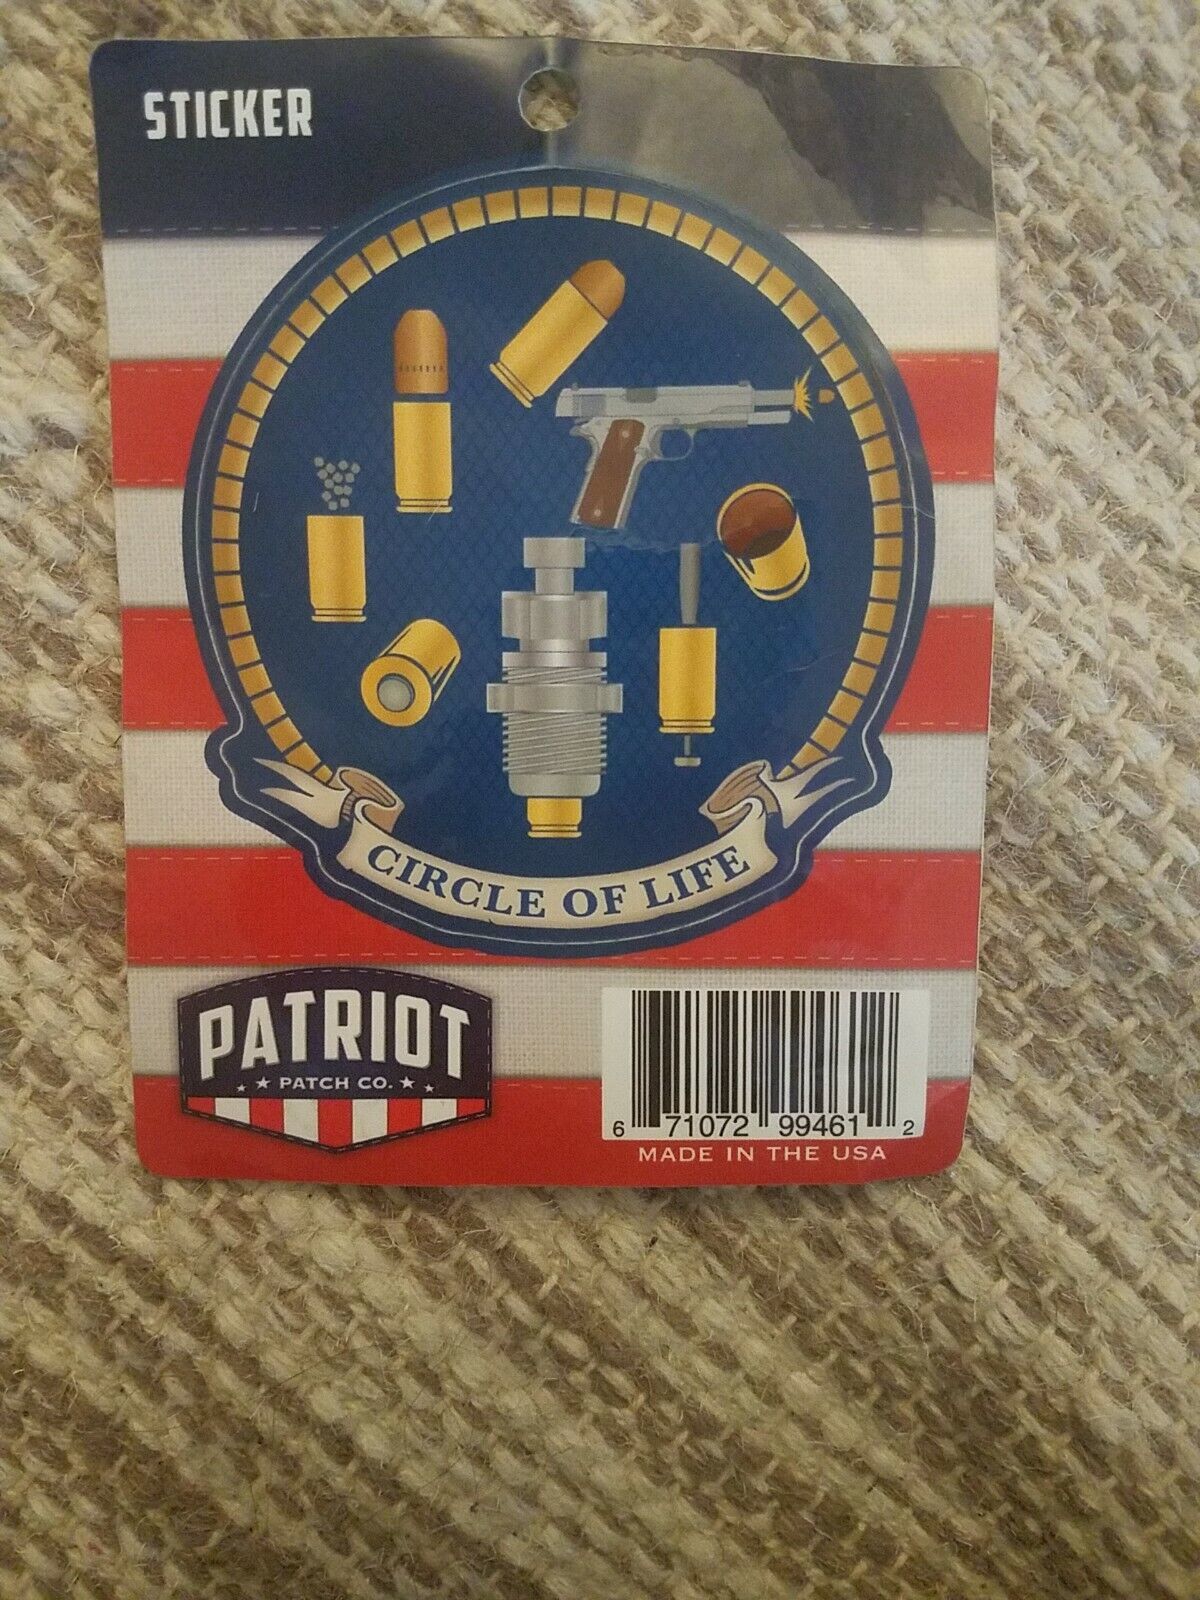 STICKER
CIRCLE OF LIFE
PATRIOT
PATCH CO.
6 71072 99461 2
MADE IN THE USA